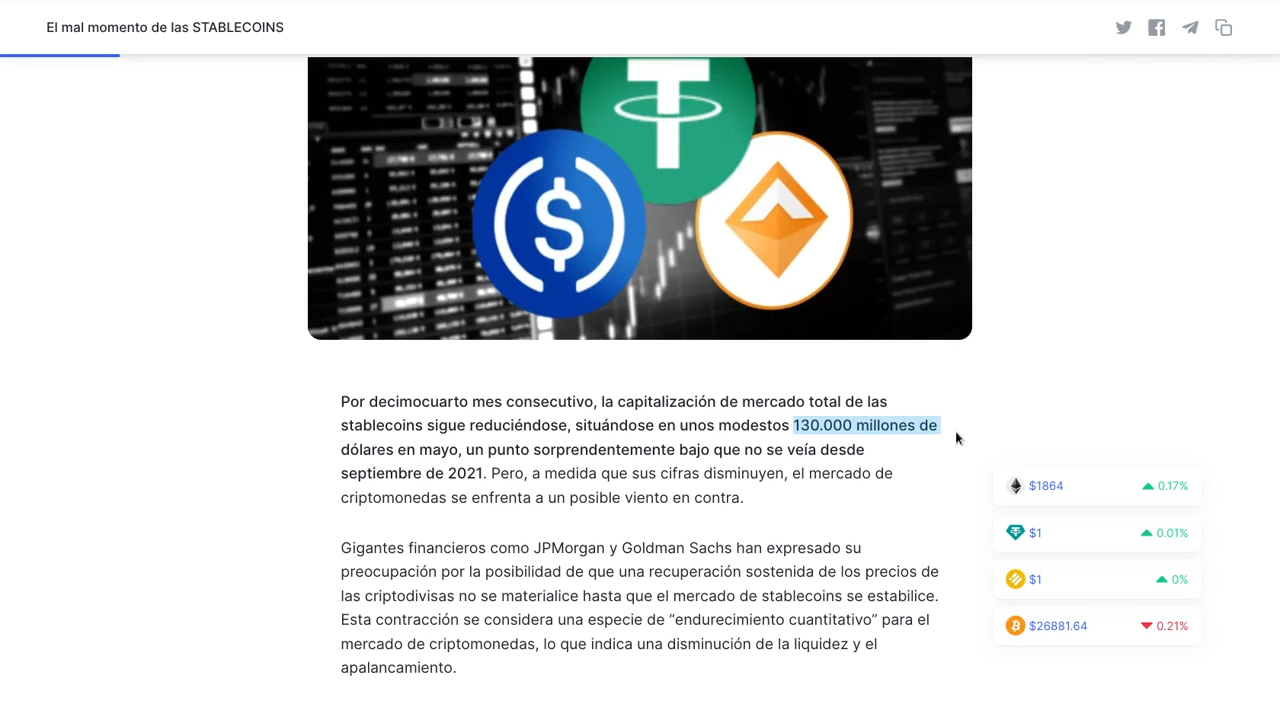 El mal momento de las STABLECOINS
Por decimocuarto mes consecutivo, la capitalización de mercado total de las
stablecoins sigue reduciéndose, situándose en unos modestos 130.000 millones de
dólares en mayo, un punto sorprendentemente bajo que no se veía desde
septiembre de 2021. Pero, a medida que sus cifras disminuyen, el mercado de
criptomonedas se enfrenta a un posible viento en contra.
Gigantes financieros como JPMorgan y Goldman Sachs han expresado su
preocupación por la posibilidad de que una recuperación sostenida de los precios de
las criptodivisas no se materialice hasta que el mercado de stablecoins se estabilice.
Esta contracción se considera una especie de “endurecimiento cuantitativo” para el
mercado de criptomonedas, lo que indica una disminución de la liquidez y el
apalancamiento.
$1864 0.17%
$1 0.01%
$1 0%
$26881.64 0.21%